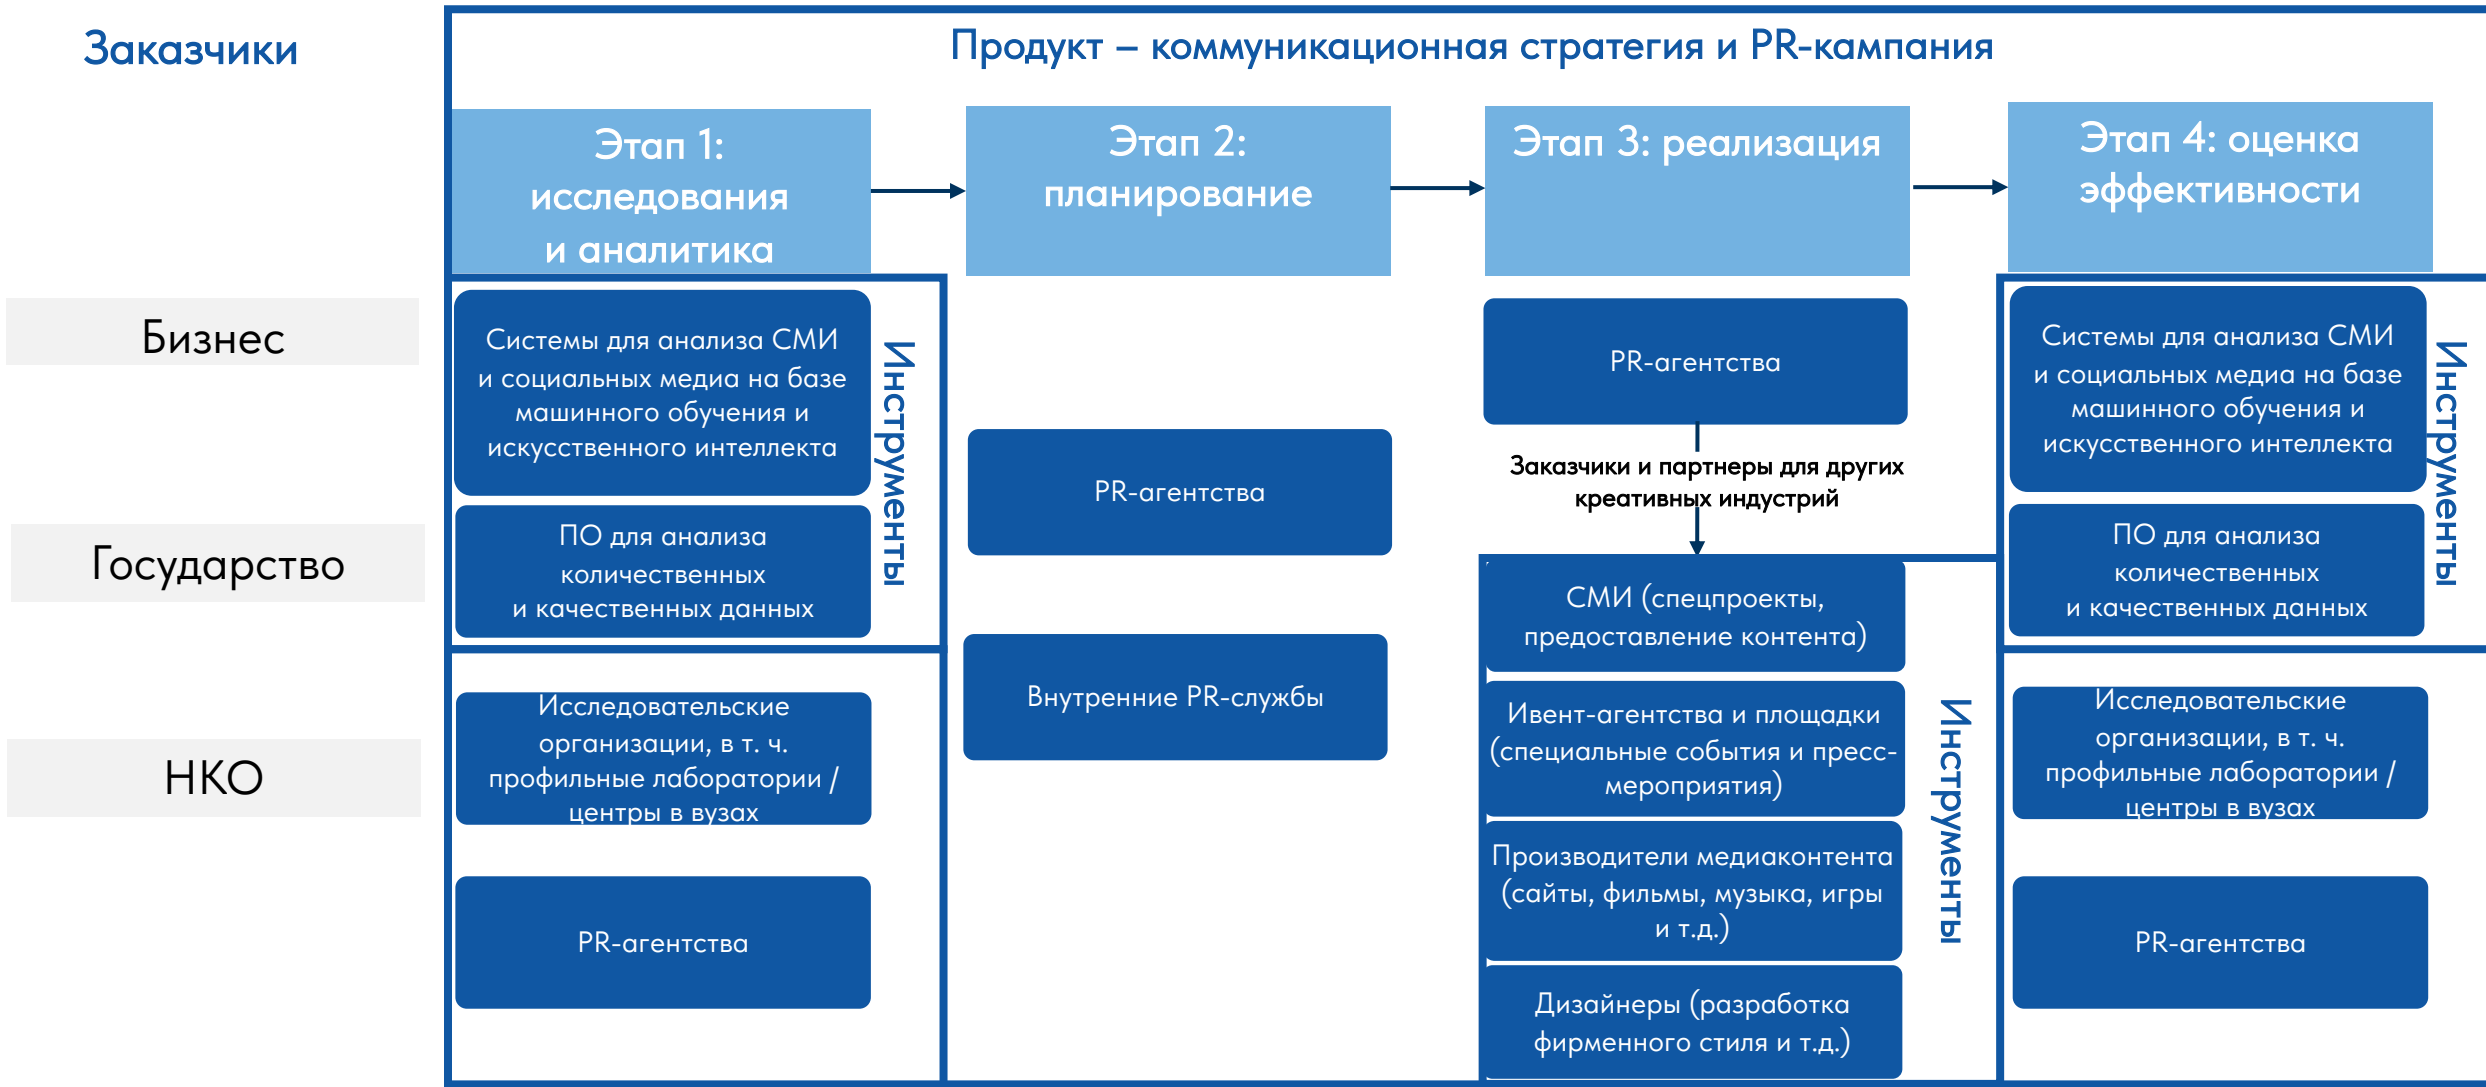 Заказчики
Бизнес
Государство
НКО
Продукт – коммуникационная стратегия и PR-кампания
Этап 1:
исследования
и аналитика
Системы для анализа СМИ
и социальных медиа на базе
машинного обучения и
искусственного интеллекта
ПО для анализа
количественных
и качественных данных
Инструменты
Исследовательские
организации, в т. ч.
профильные лаборатории /
центры в вузах
PR-агентства
Этап 2:
планирование
PR-агентства
Внутренние PR-службы
Этап 3: реализация
PR-агентства
Заказчики и партнеры для других
креативных индустрий
СМИ (спецпроекты,
предоставление контента)
Ивент-агентства и площадки
(специальные события и пресс-
мероприятия)
Производители медиаконтента
(сайты, фильмы, музыка, игры
и т.д.)
Дизайнеры (разработка
фирменного стиля и т.д.)
Инструменты
Этап 4: оценка
эффективности
Системы для анализа СМИ
и социальных медиа на базе
машинного обучения и
искусственного интеллекта
ПО для анализа
количественных
и качественных данных
Инструменты
Исследовательские
организации, в т. ч.
профильные лаборатории /
центры в вузах
PR-агентства